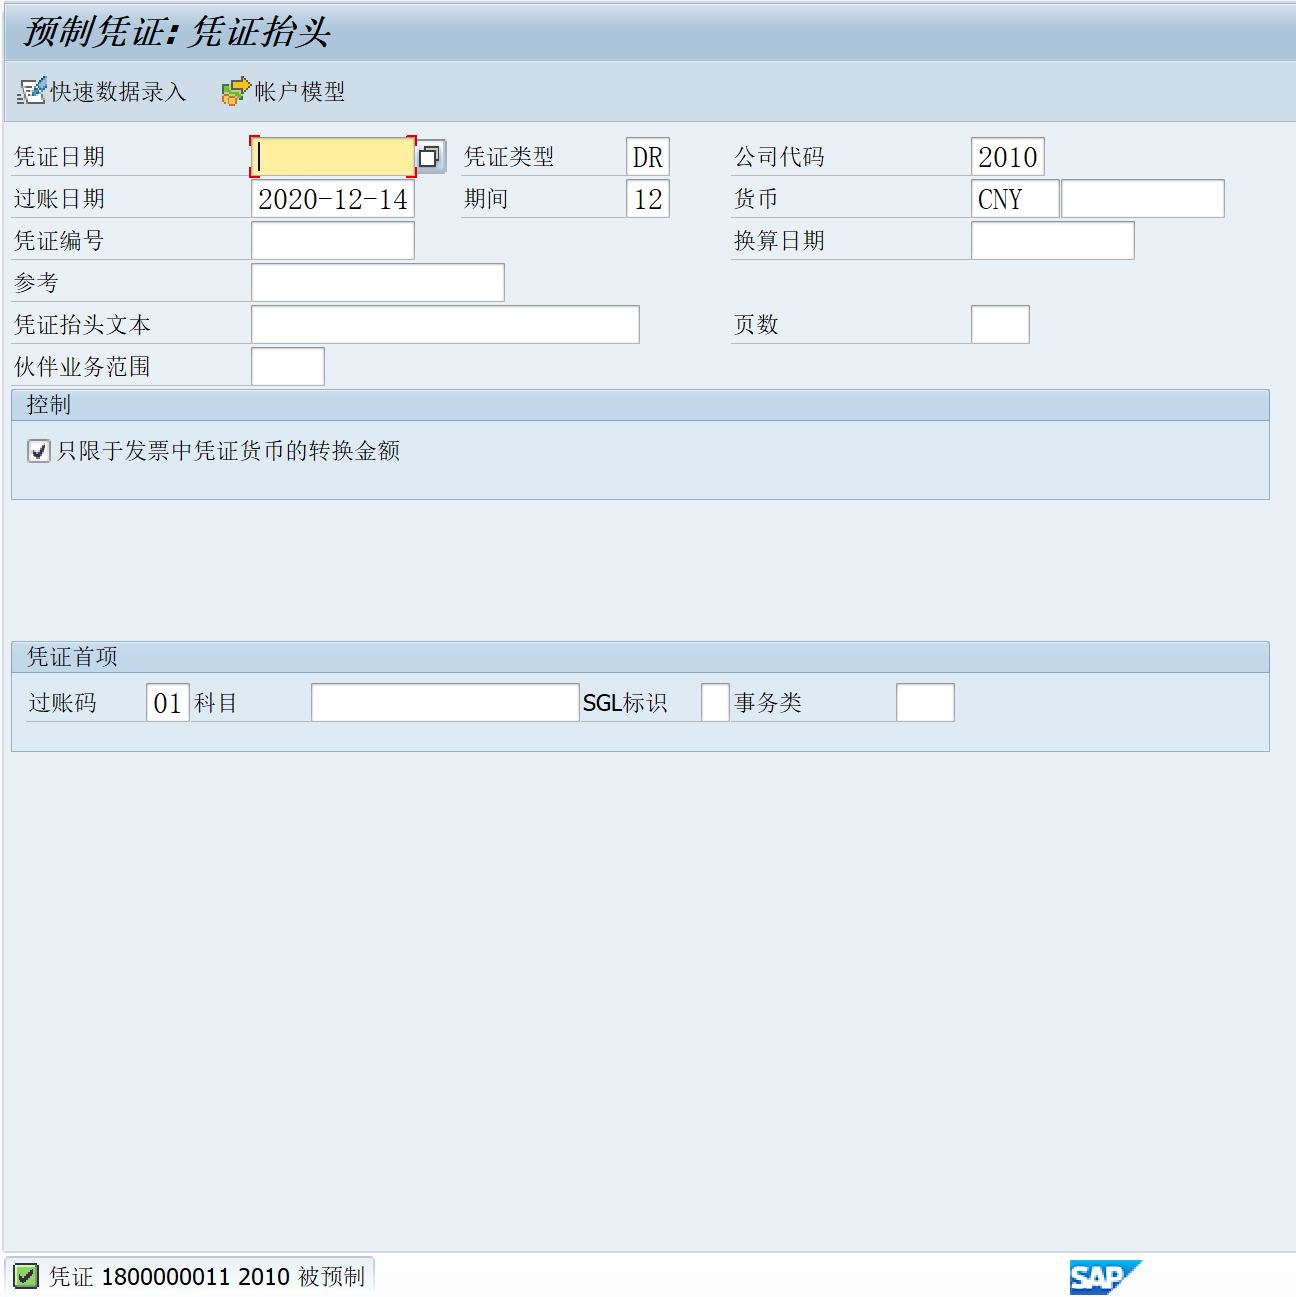 预制凭证: 凭证抬头
快速数据录入 帐户模型
凭证日期 凭证类型 DR 公司代码 2010
过账日期 2020-12-14 期间 12 货币 CNY
凭证编号 换算日期
参考
凭证抬头文本 页数
伙伴业务范围
控制
只限于发票中凭证货币的转换金额
凭证首项
过账码 01 科目 SGL标识 事务类
凭证 1800000011 2010 被预制 SAP